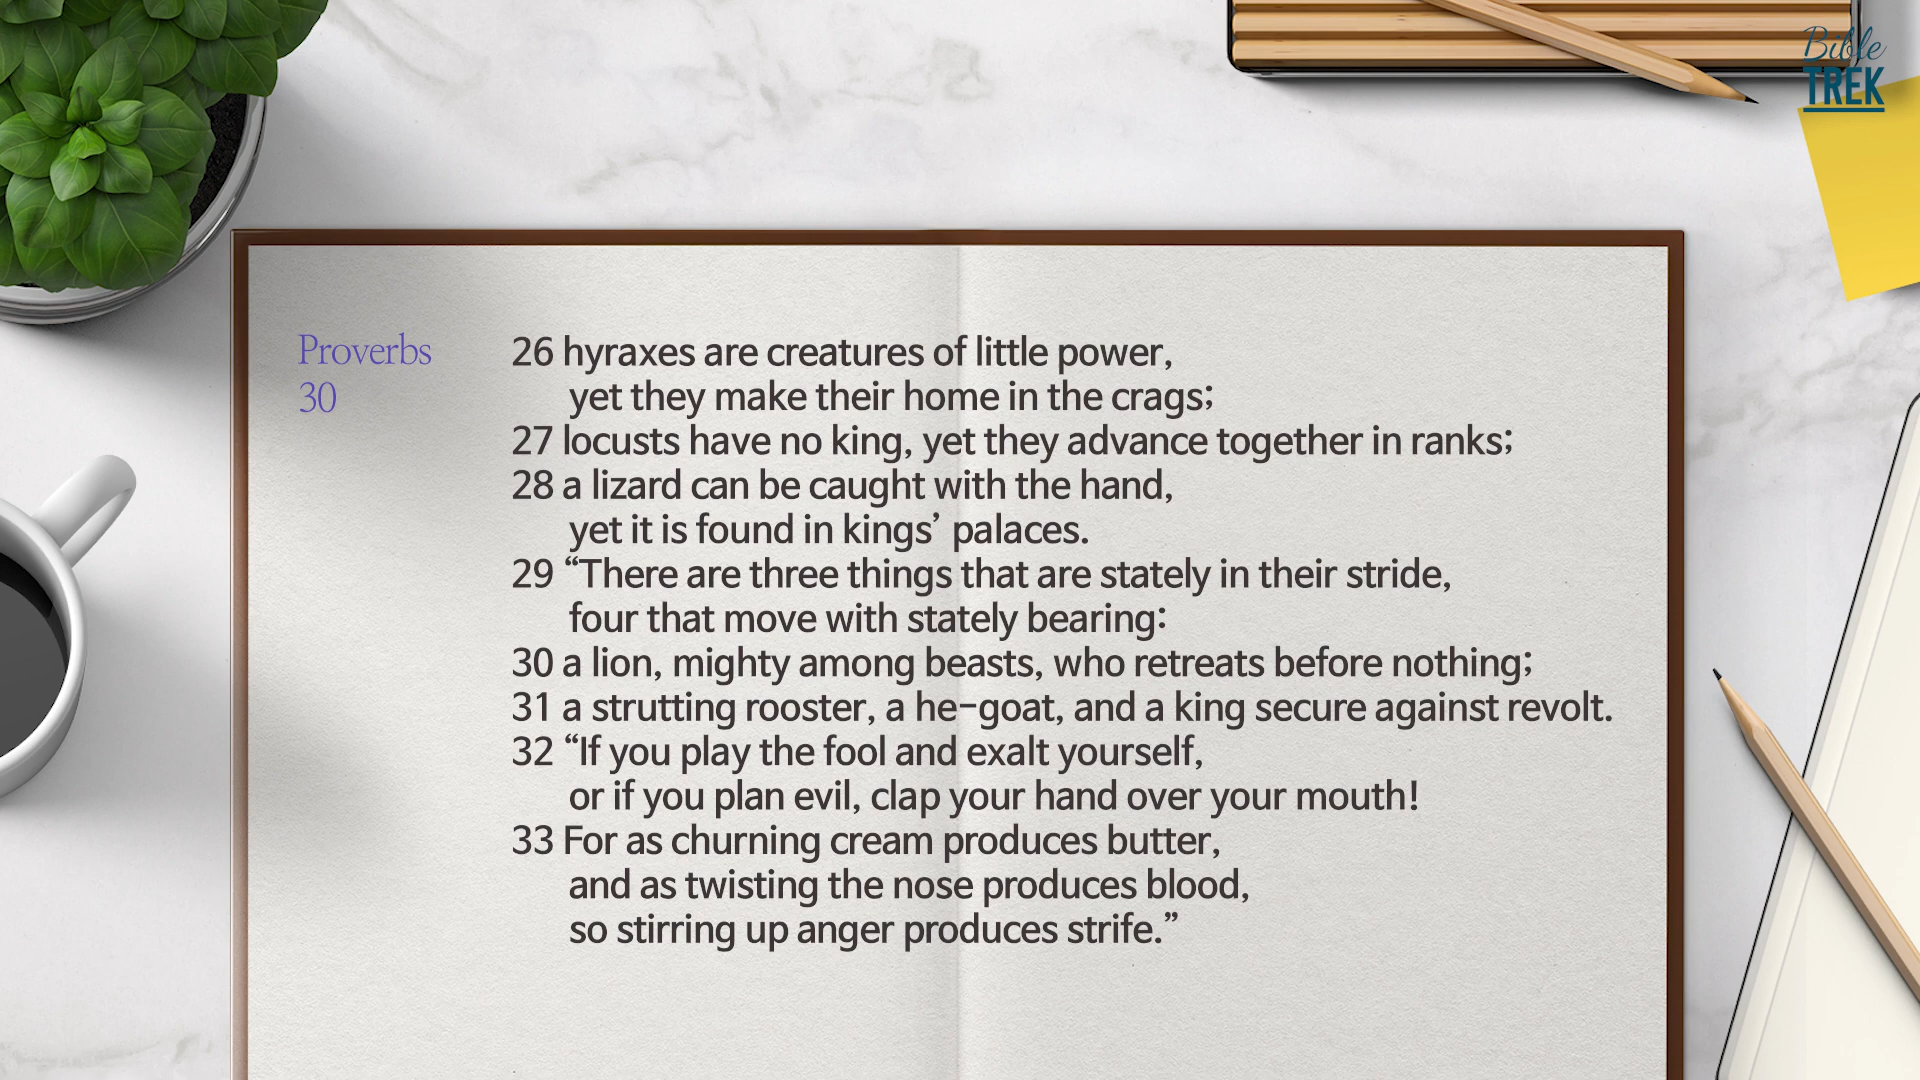 Bible
TREK
Proverbs
30
26 hyraxes are creatures of little power,
yet they make their home in the crags;
27 locusts have no king, yet they advance together in ranks;
28 a lizard can be caught with the hand,
yet it is found in kings’ palaces.
29 “There are three things that are stately in their stride,
four that move with stately bearing:
30 a lion, mighty among beasts, who retreats before nothing;
31 a strutting rooster, a he-goat, and a king secure against revolt.
32 “If you play the fool and exalt yourself,
or if you plan evil, clap your hand over your mouth!
33 For as churning cream produces butter,
and as twisting the nose produces blood,
so stirring up anger produces strife.”